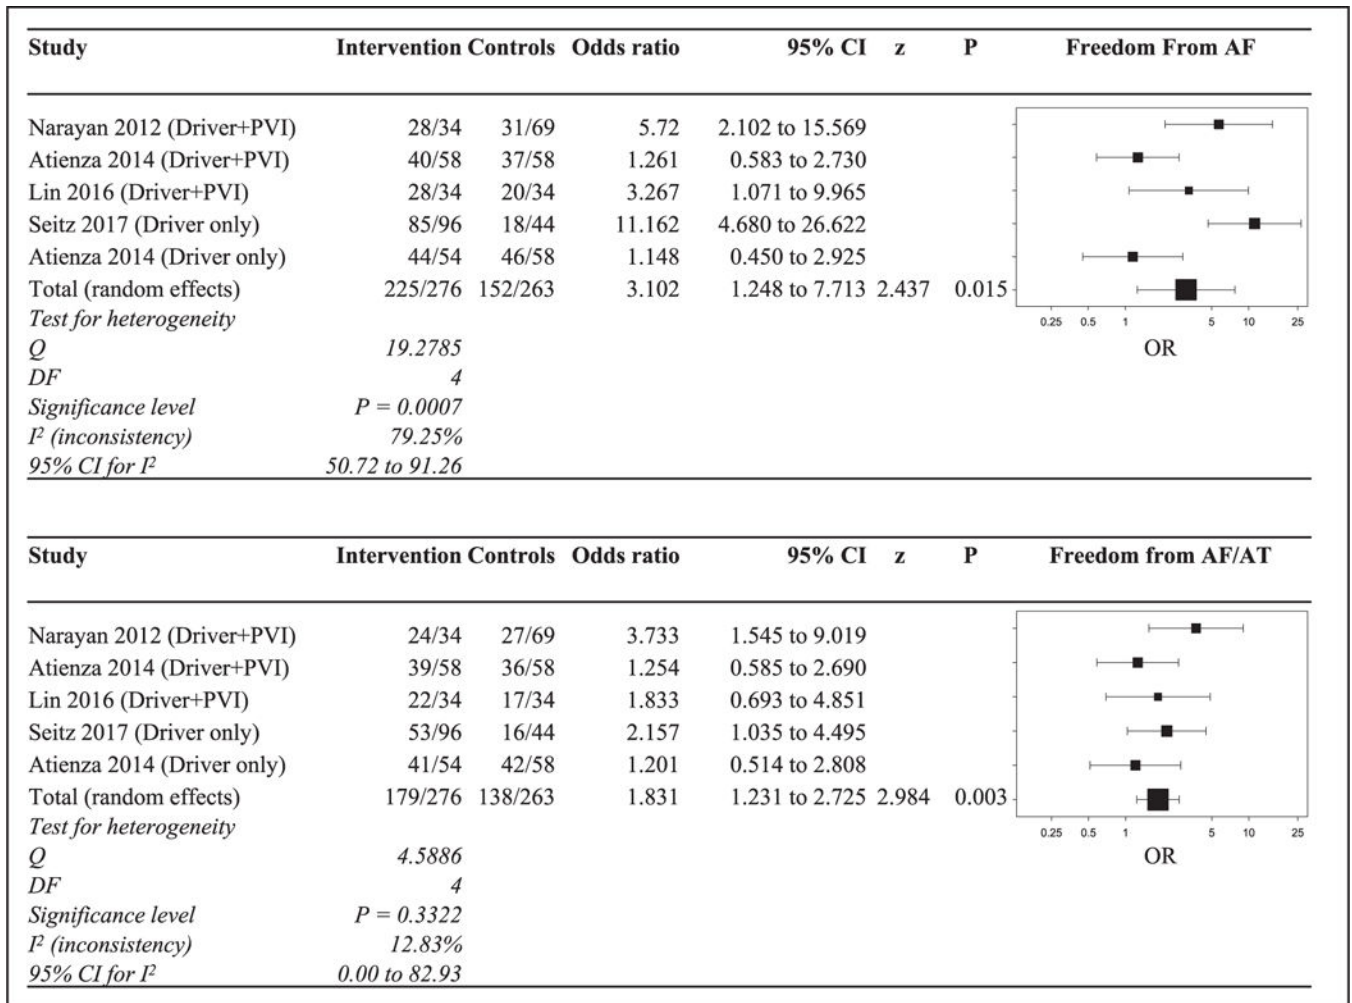 Study Intervention Controls Odds ratio 95% CI z P Freedom From AF
Narayan 2012 (Driver+PVI) 28/34 31/69 5.72 2.102 to 15.569
Atienza 2014 (Driver+PVI) 40/58 37/58 1.261 0.583 to 2.730
Lin 2016 (Driver+PVI) 28/34 20/34 3.267 1.071 to 9.965
Seitz 2017 (Driver only) 85/96 18/44 11.162 4.680 to 26.622
Atienza 2014 (Driver only) 44/54 46/58 1.148 0.450 to 2.925
Total (random effects) 225/276 152/263 3.102 1.248 to 7.713 2.437 0.015
Test for heterogeneity
0.25 0.5 1 5 10 25
Q 19.2785
OR
DF 4
Significance level P = 0.0007
I² (inconsistency) 79.25%
95% CI for I² 50.72 to 91.26
Study Intervention Controls Odds ratio 95% CI z P Freedom from AF/AT
Narayan 2012 (Driver+PVI) 24/34 27/69 3.733 1.545 to 9.019
Atienza 2014 (Driver+PVI) 39/58 36/58 1.254 0.585 to 2.690
Lin 2016 (Driver+PVI) 22/34 17/34 1.833 0.693 to 4.851
Seitz 2017 (Driver only) 53/96 16/44 2.157 1.035 to 4.495
Atienza 2014 (Driver only) 41/54 42/58 1.201 0.514 to 2.808
Total (random effects) 179/276 138/263 1.831 1.231 to 2.725 2.984 0.003
Test for heterogeneity
0.25 0.5 1 5 10 25
Q 4.5886
OR
DF 4
Significance level P = 0.3322
I² (inconsistency) 12.83%
95% CI for I² 0.00 to 82.93